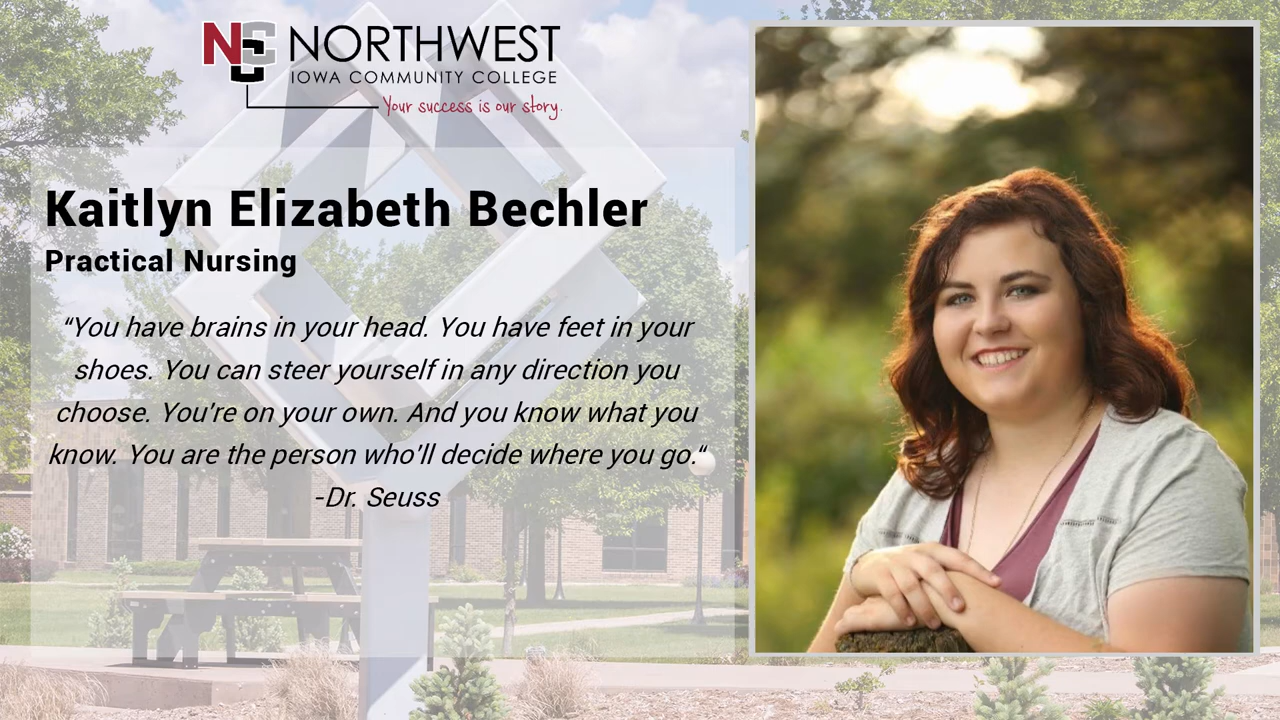 NCC NORTHWEST
IOWA COMMUNITY COLLEGE
Your success is our story.
Kaitlyn Elizabeth Bechler
Practical Nursing
“You have brains in your head. You have feet in your
shoes. You can steer yourself in any direction you
choose. You're on your own. And you know what you
know. You are the person who'll decide where you go.“
-Dr. Seuss